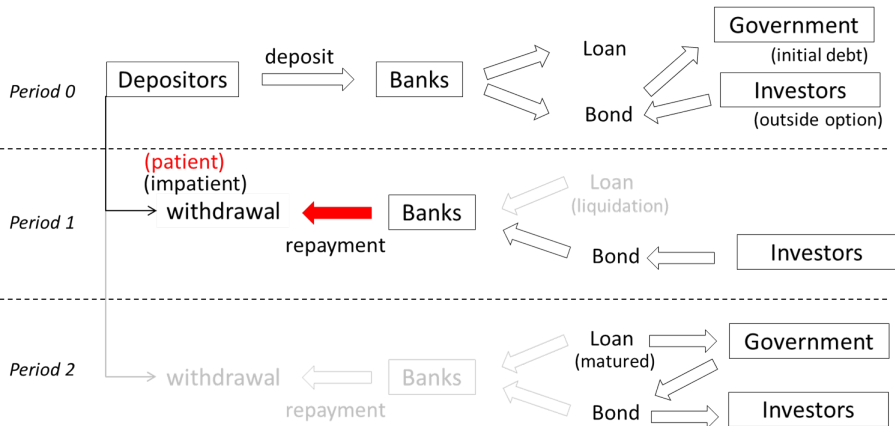 Period 0
Depositors
deposit
Banks
Loan
Bond
Government
(initial debt)
Investors
(outside option)
Period 1
(patient)
(impatient)
withdrawal
repayment
Banks
Loan
(liquidation)
Bond
Investors
Period 2
withdrawal
repayment
Banks
Loan
(matured)
Bond
Government
Investors